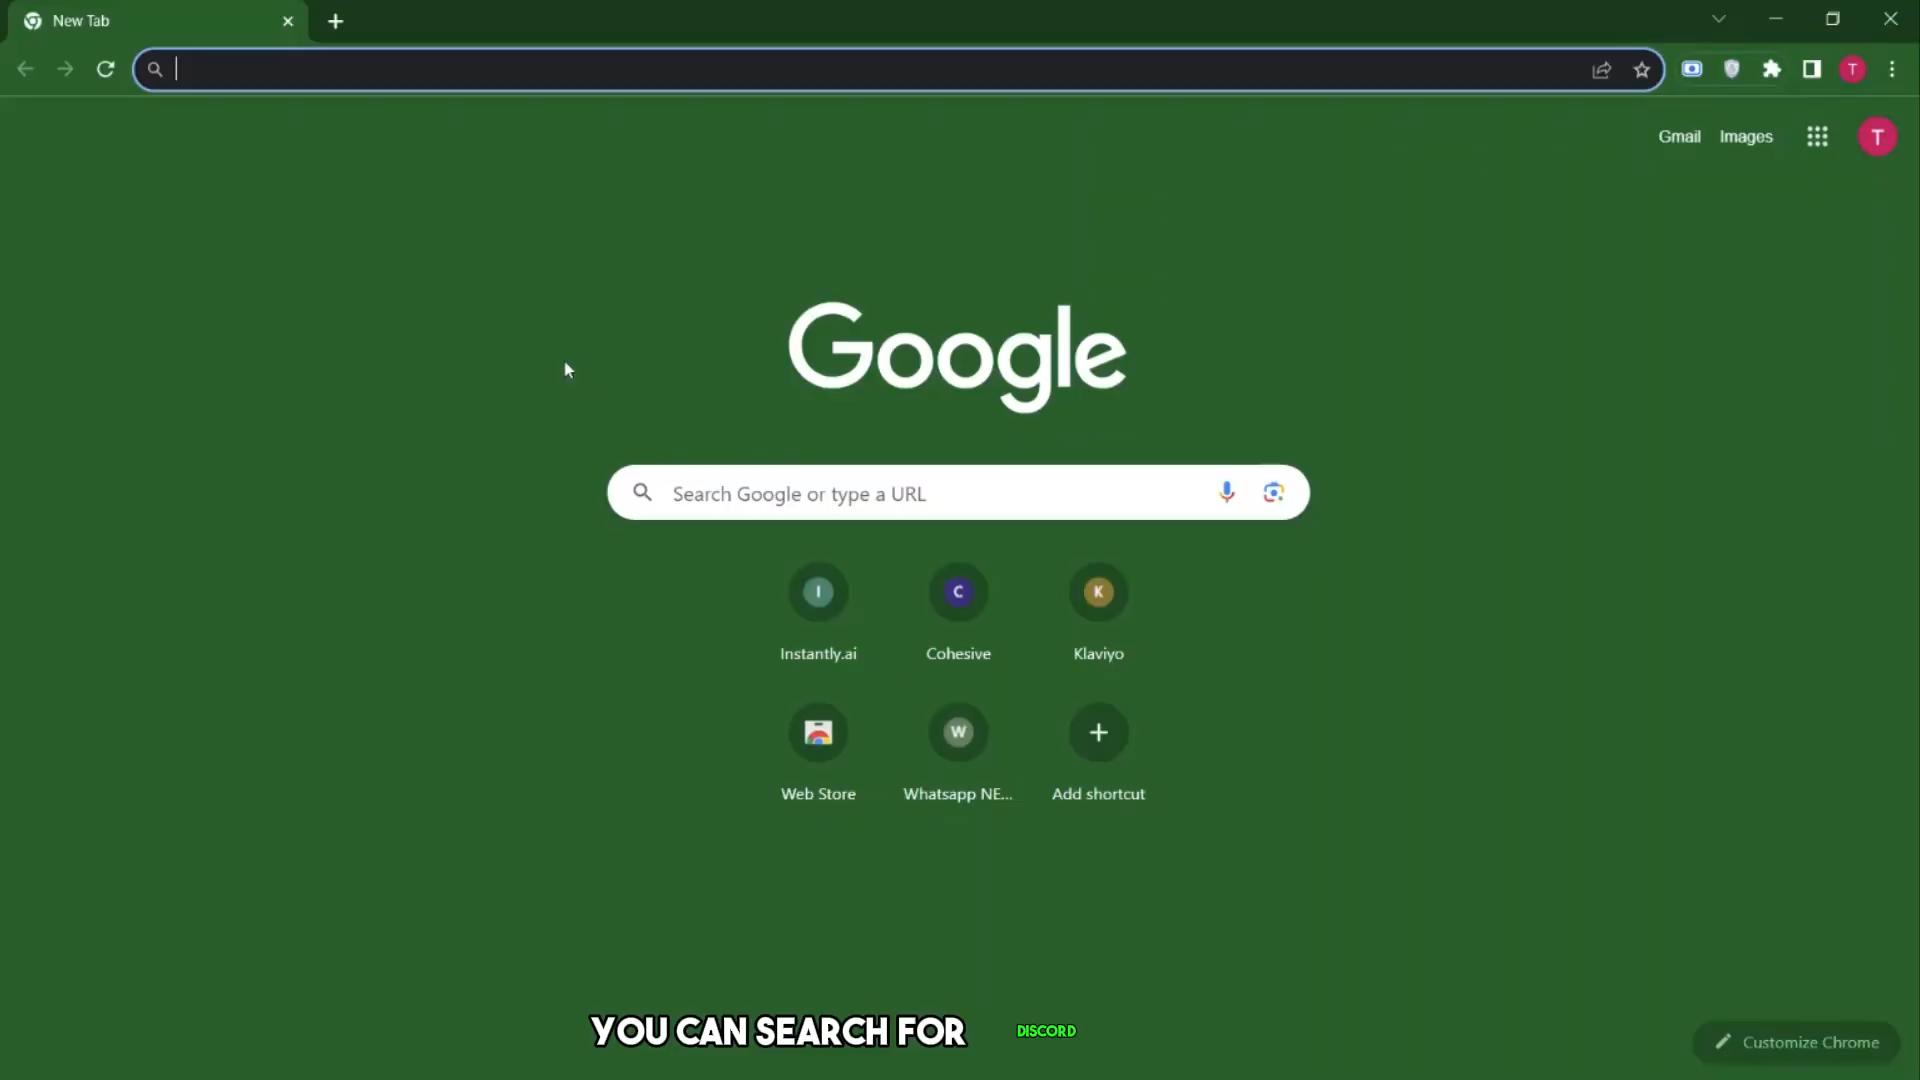 New Tab
T
Gmail Images T
Google
Search Google or type a URL
I C K
Instantly.ai Cohesive Klaviyo
W
Web Store Whatsapp NE... Add shortcut
YOU CAN SEARCH FOR DISCORD
Customize Chrome